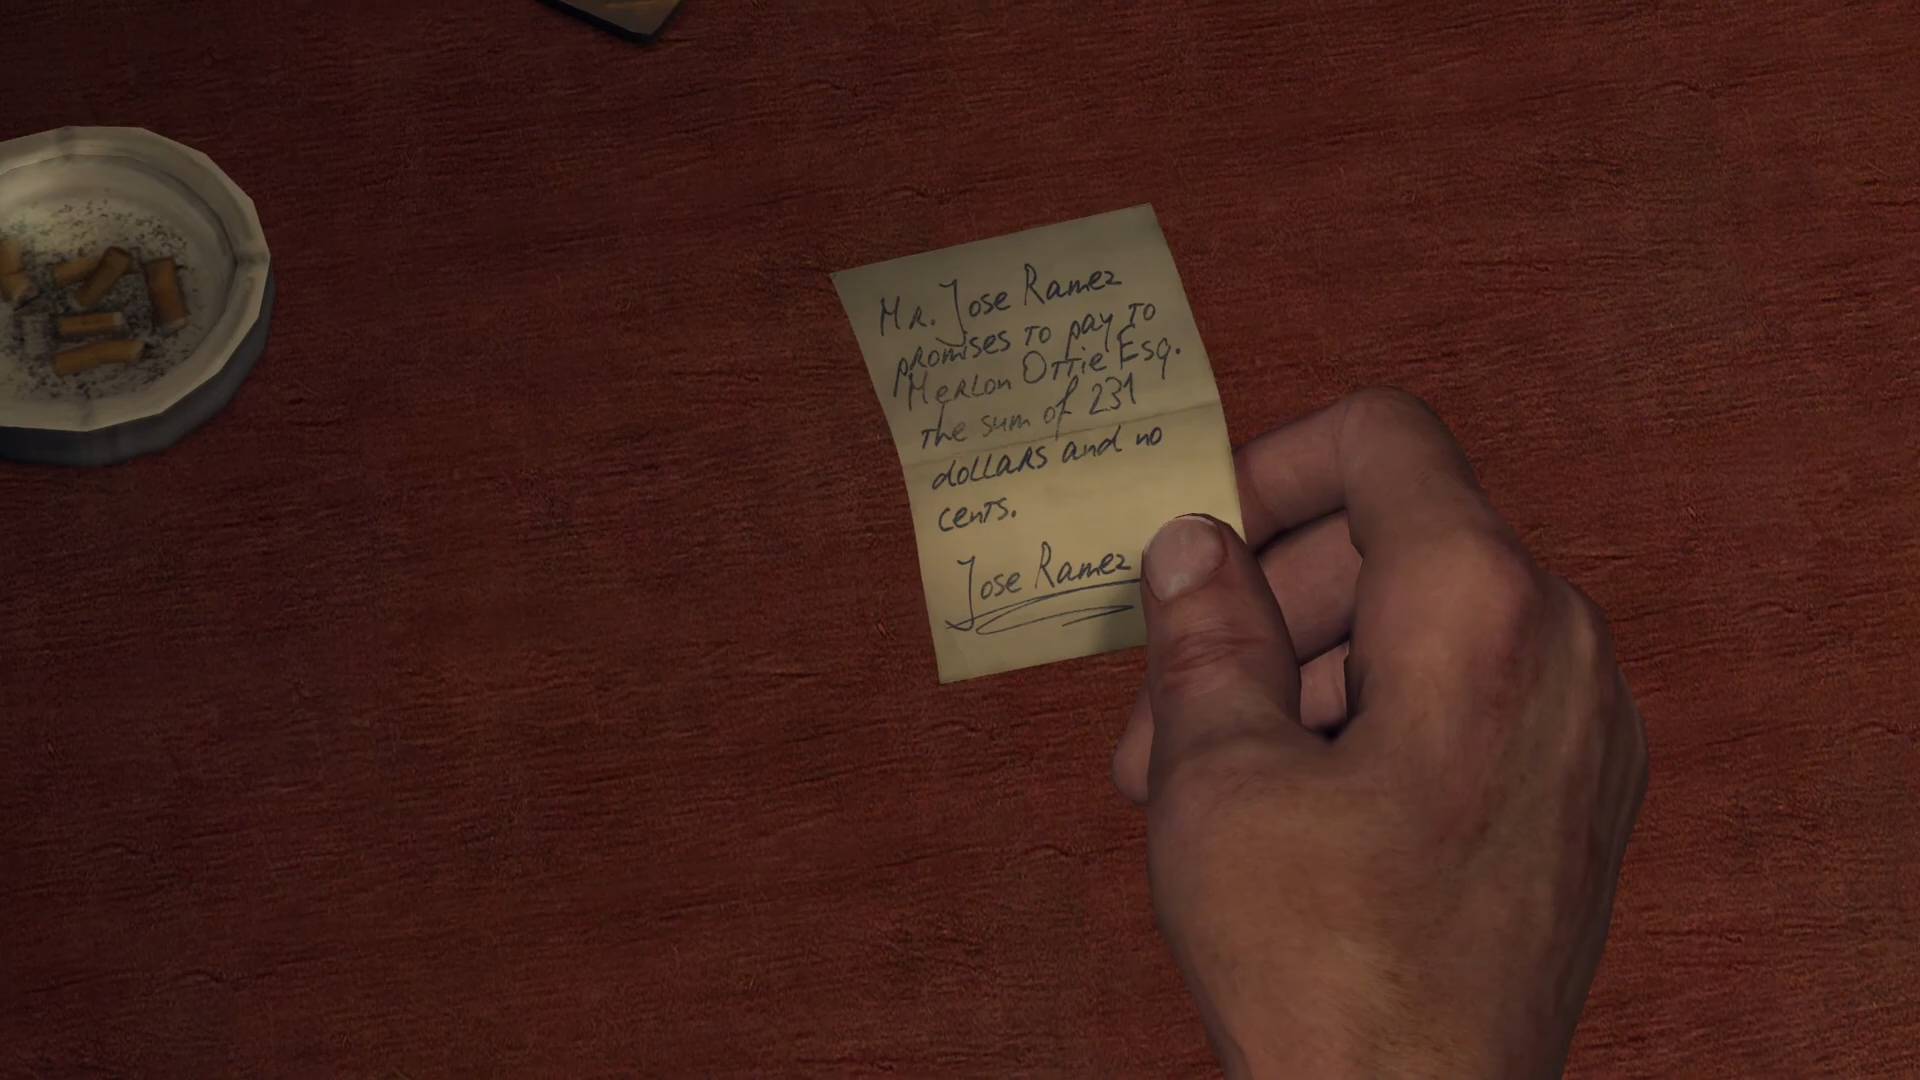 Mr. Jose Ramez
promises to pay to
Merlon Ottie Esq.
the sum of 231
dollars and no
cents.
Jose Ramez